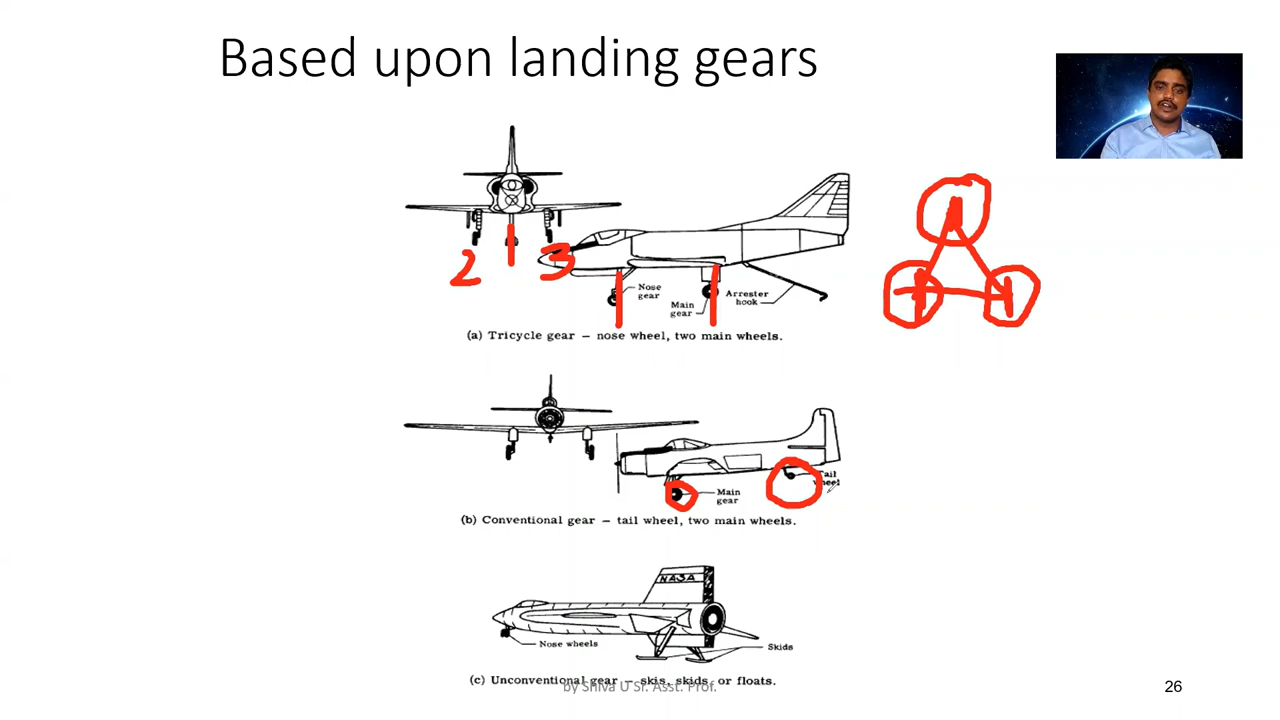 Based upon landing gears
2 1 3
Nose
gear
Main
gear
Arrester
hook
(a) Tricycle gear – nose wheel, two main wheels.
Main
gear
Tail
wheel
(b) Conventional gear – tail wheel, two main wheels.
NASA
Nose wheels
Skids
(c) Unconventional gear – skis, skids or floats.
by Shiva U Sr. Asst. Prof.
26